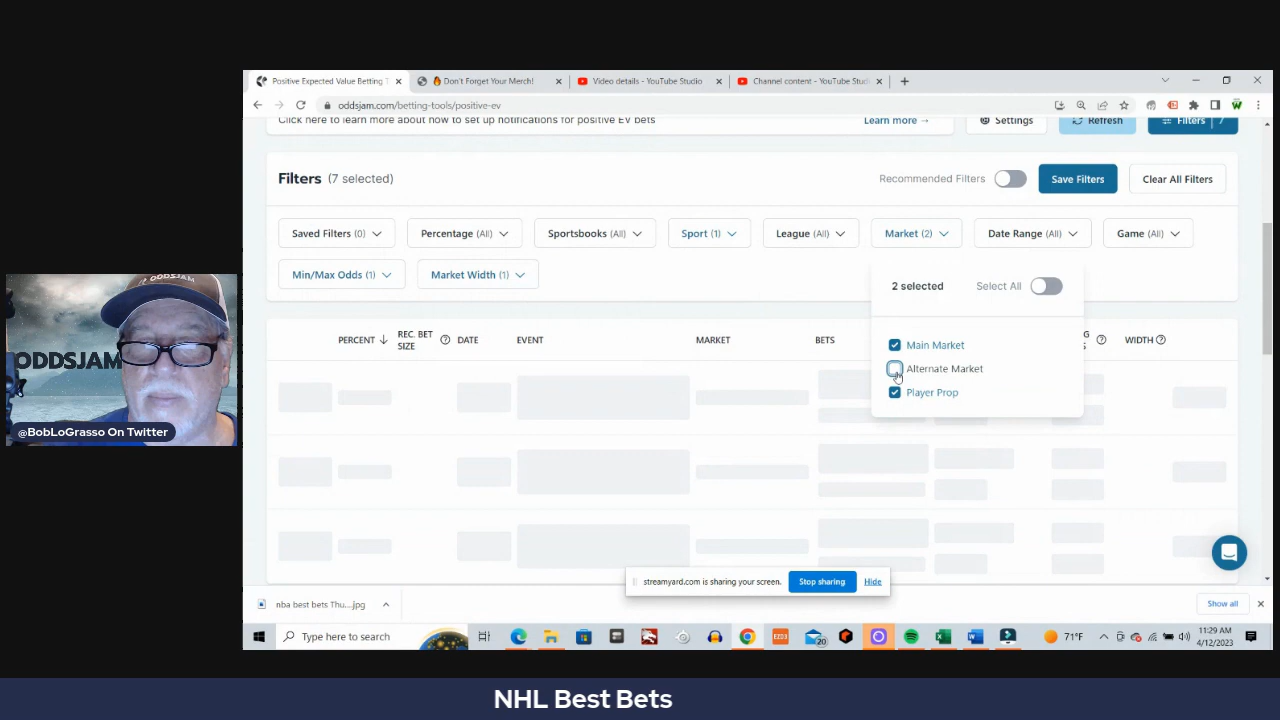 Positive Expected Value Betting T
Don't Forget Your Merch!
Video details - YouTube Studio
Channel content - YouTube Stud
oddsjam.com/betting-tools/positive-ev
Click here to learn more about how to set up notifications for positive EV bets
Learn more →
Settings
Refresh
Filters 7
Filters (7 selected)
Recommended Filters
Save Filters
Clear All Filters
Saved Filters (0)
Percentage (All)
Sportsbooks (All)
Sport (1)
League (All)
Market (2)
Date Range (All)
Game (All)
Min/Max Odds (1)
Market Width (1)
2 selected
Select All
PERCENT
REC. BET SIZE
DATE
EVENT
MARKET
BETS
WIDTH
Main Market
Alternate Market
Player Prop
ODDSJAM
ODDSJAM
@BobLoGrasso On Twitter
streamyard.com is sharing your screen.
Stop sharing
Hide
nba best bets Thu....jpg
Show all
Type here to search
20
71°F
11:29 AM
4/12/2023
NHL Best Bets